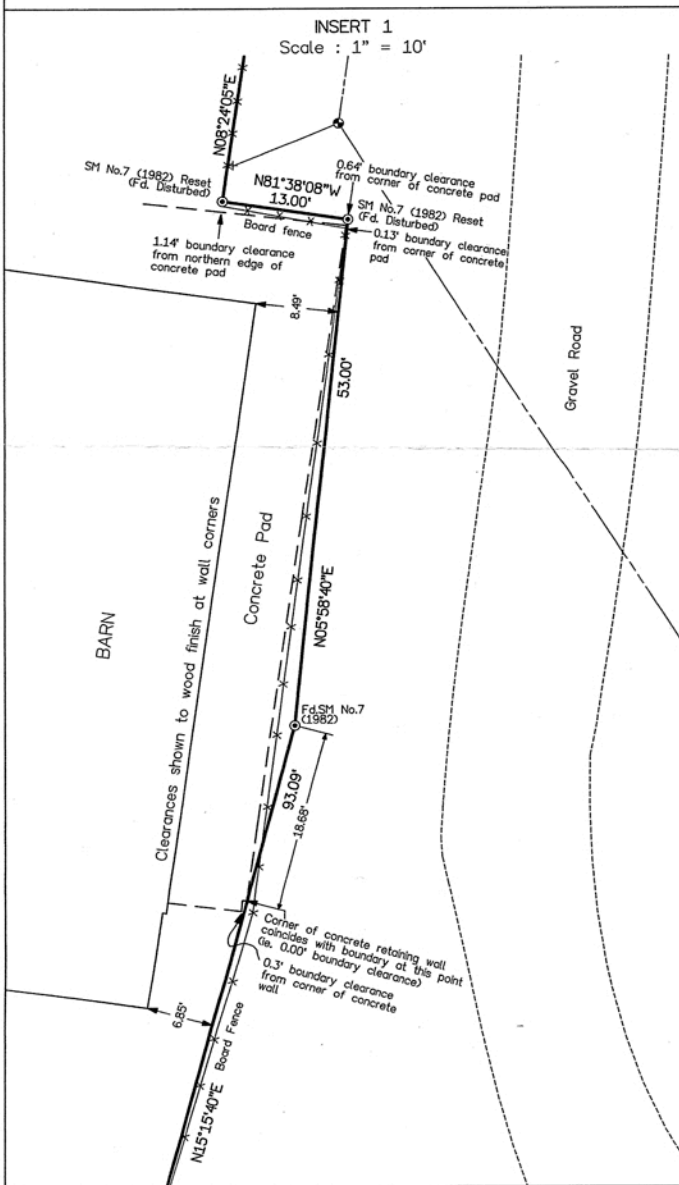 INSERT 1
Scale : 1" = 10'
N08°24'05"E
SM No.7 (1982) Reset
(Fd. Disturbed)
N81°38'08"W
13.00'
0.64' boundary clearance
from corner of concrete pad
SM No.7 (1982) Reset
(Fd. Disturbed)
Board fence
0.13' boundary clearance
from corner of concrete
pad
1.14' boundary clearance
from northern edge of
concrete pad
8.49'
53.00'
Gravel Road
Clearances shown to wood finish at wall corners
Concrete Pad
BARN
N05°58'40"E
Fd.SM No.7
(1982)
93.09'
18.68'
Corner of concrete retaining wall
coincides with boundary at this point
(ie. 0.00' boundary clearance)
0.3' boundary clearance
from corner of concrete
wall
6.85'
Board Fence
N15°15'40"E